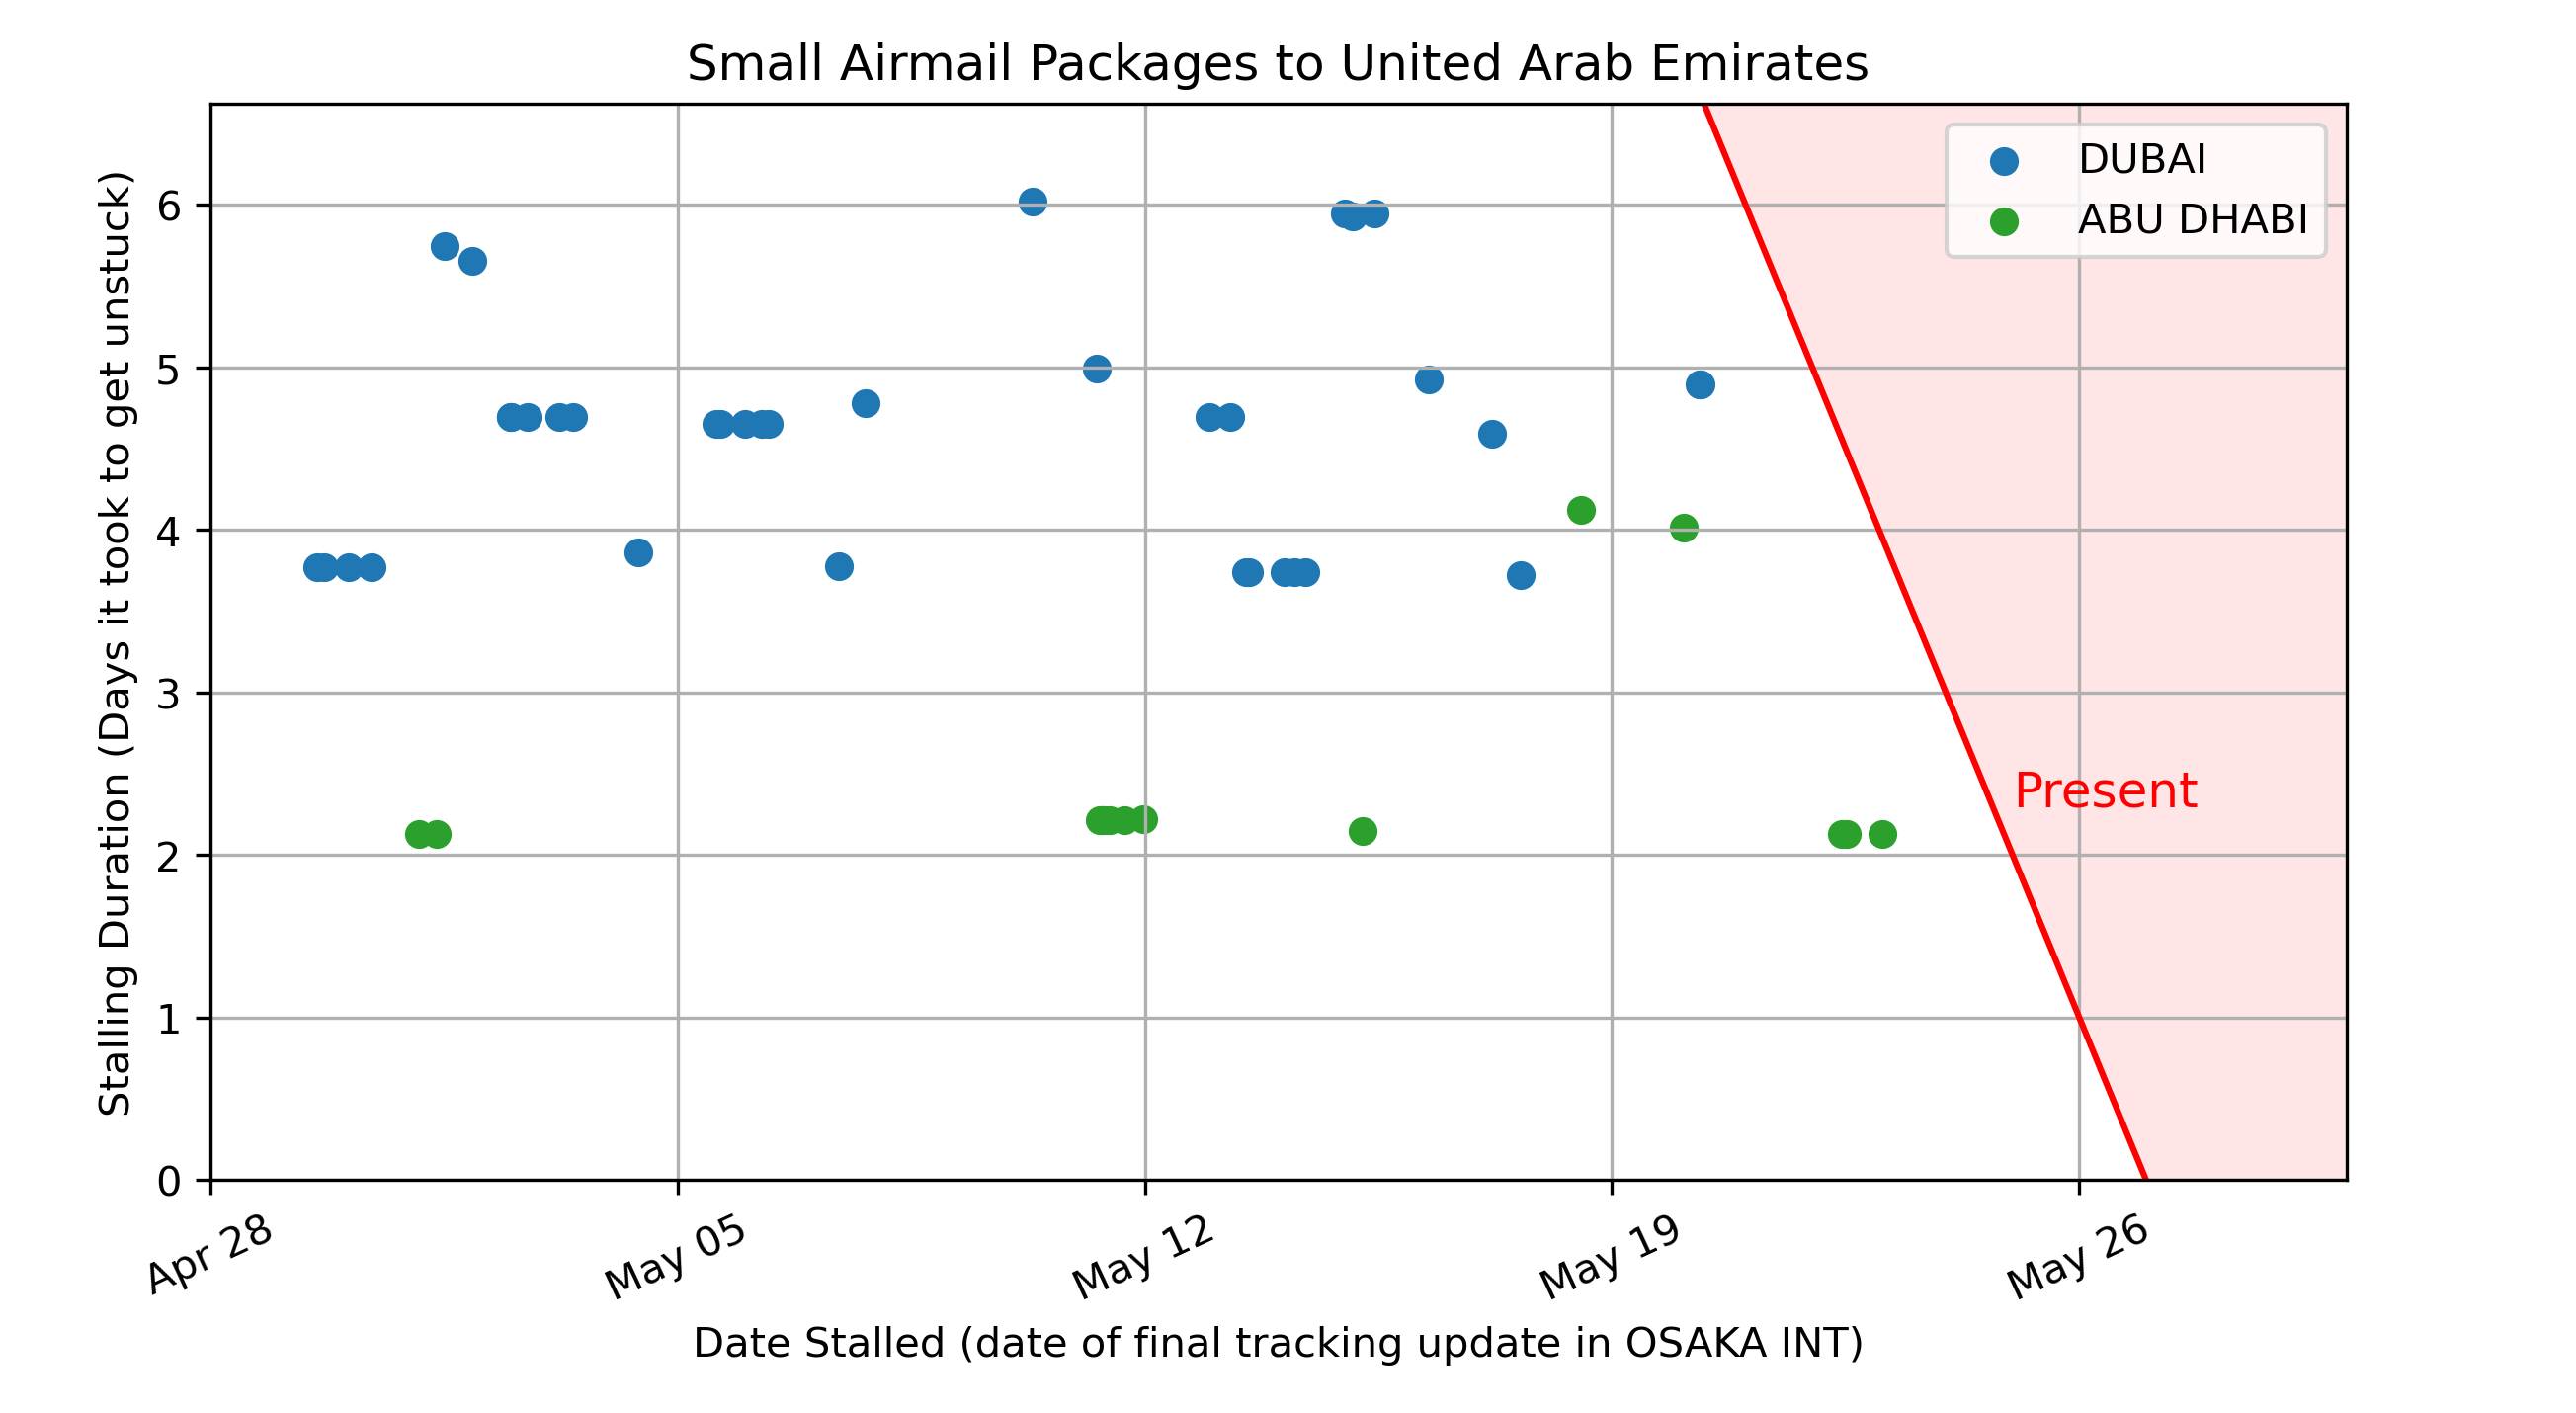 Small Airmail Packages to United Arab Emirates
Stalling Duration (Days it took to get unstuck)
6
5
4
3
2
1
0
DUBAI
ABU DHABI
Present
Apr 28
May 05
May 12
May 19
May 26
Date Stalled (date of final tracking update in OSAKA INT)